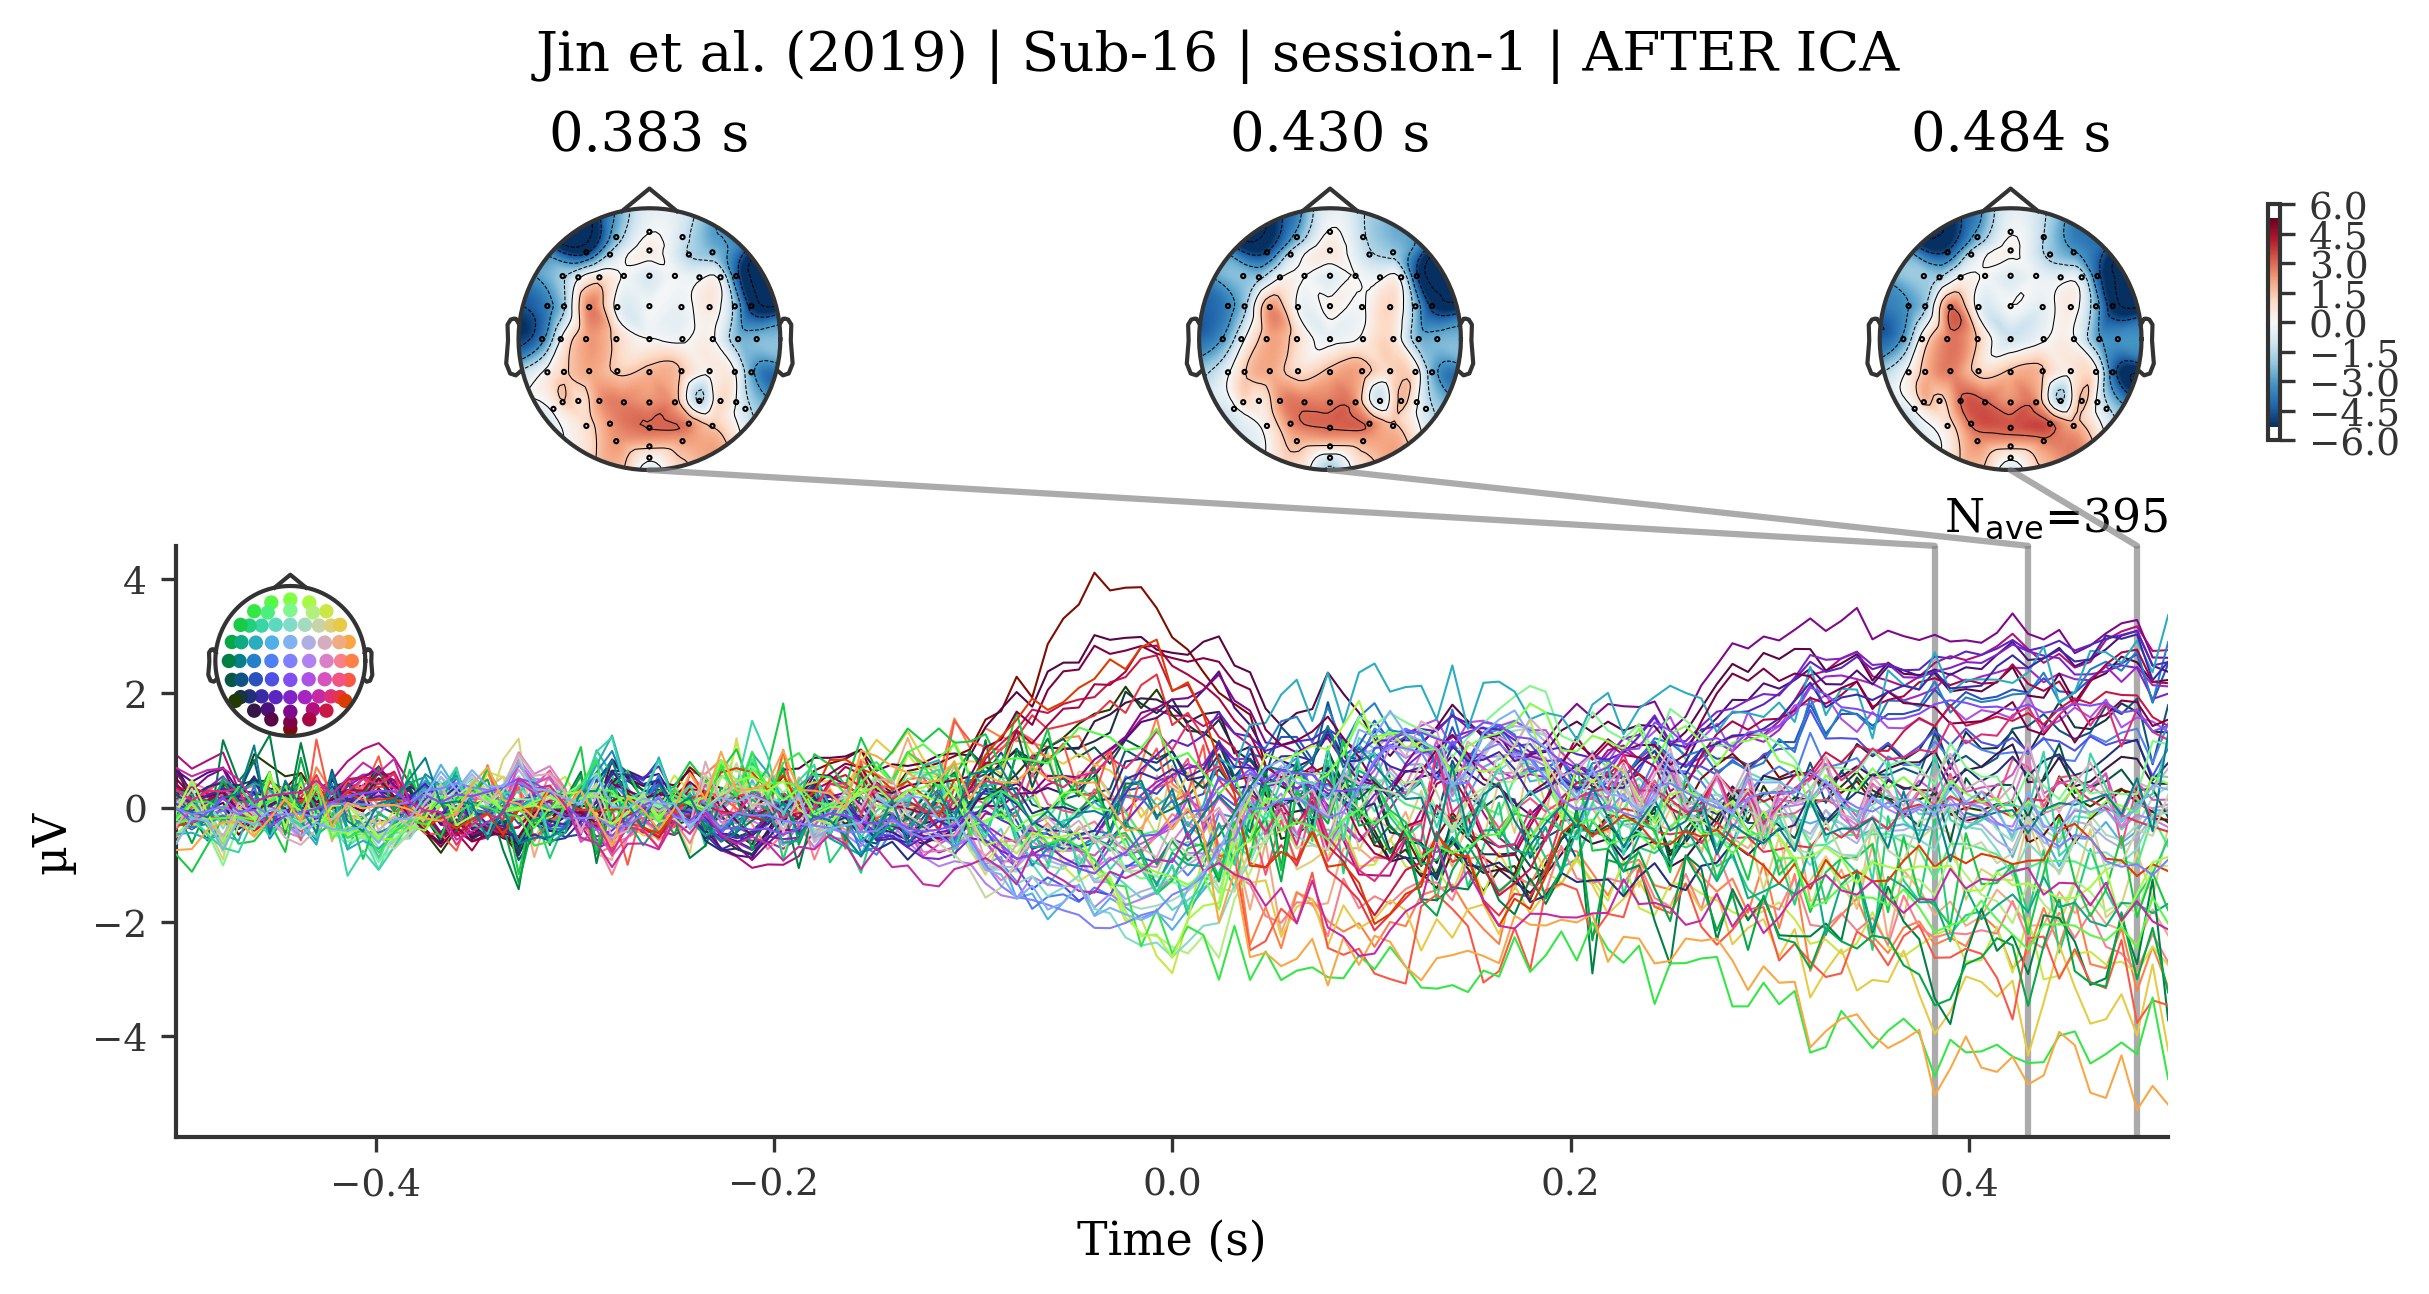 Jin et al. (2019) | Sub-16 | session-1 | AFTER ICA
0.383 s
0.430 s
0.484 s
6.0
4.5
3.0
1.5
0.0
−1.5
−3.0
−4.5
−6.0
Nave=395
4
2
0
−2
−4
µV
−0.4
−0.2
0.0
0.2
0.4
Time (s)